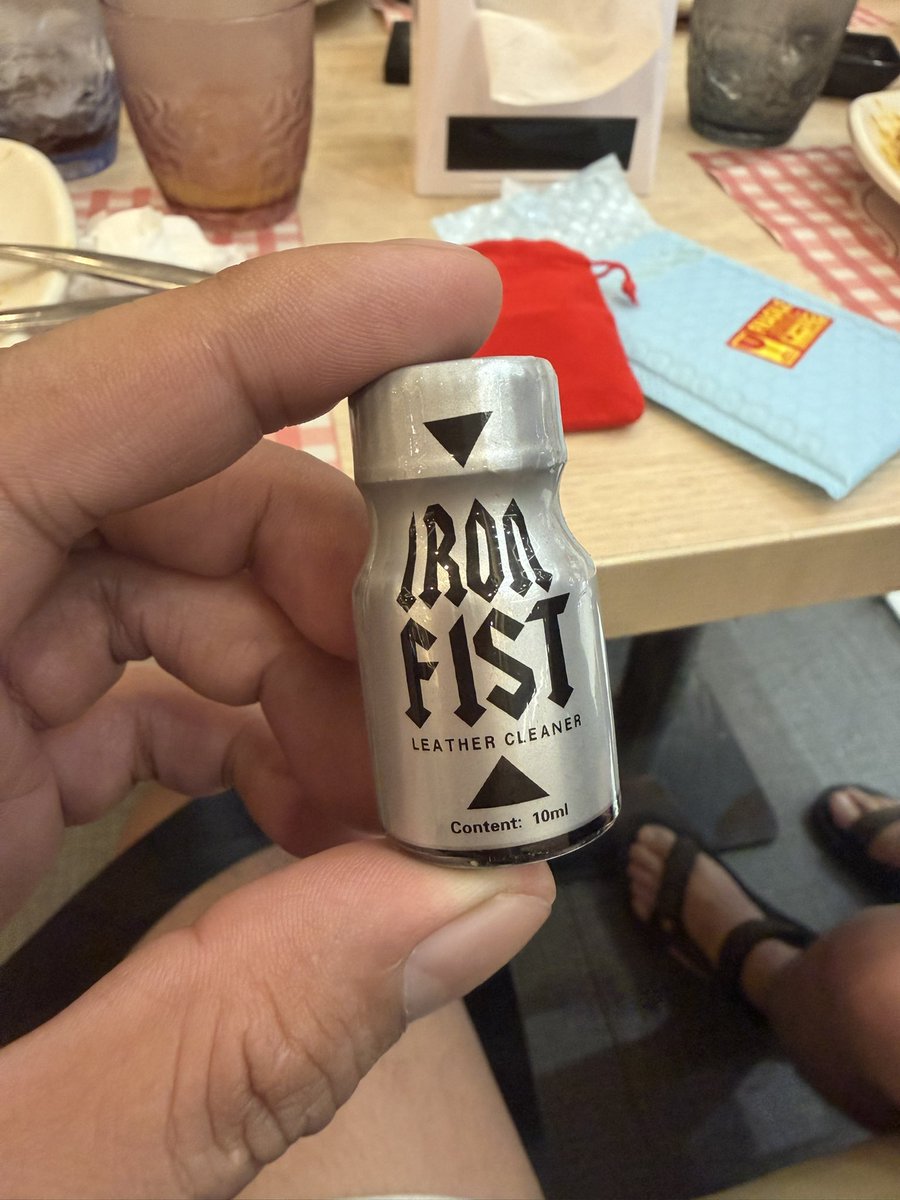 IRON
FIST
LEATHER CLEANER
Content: 10ml